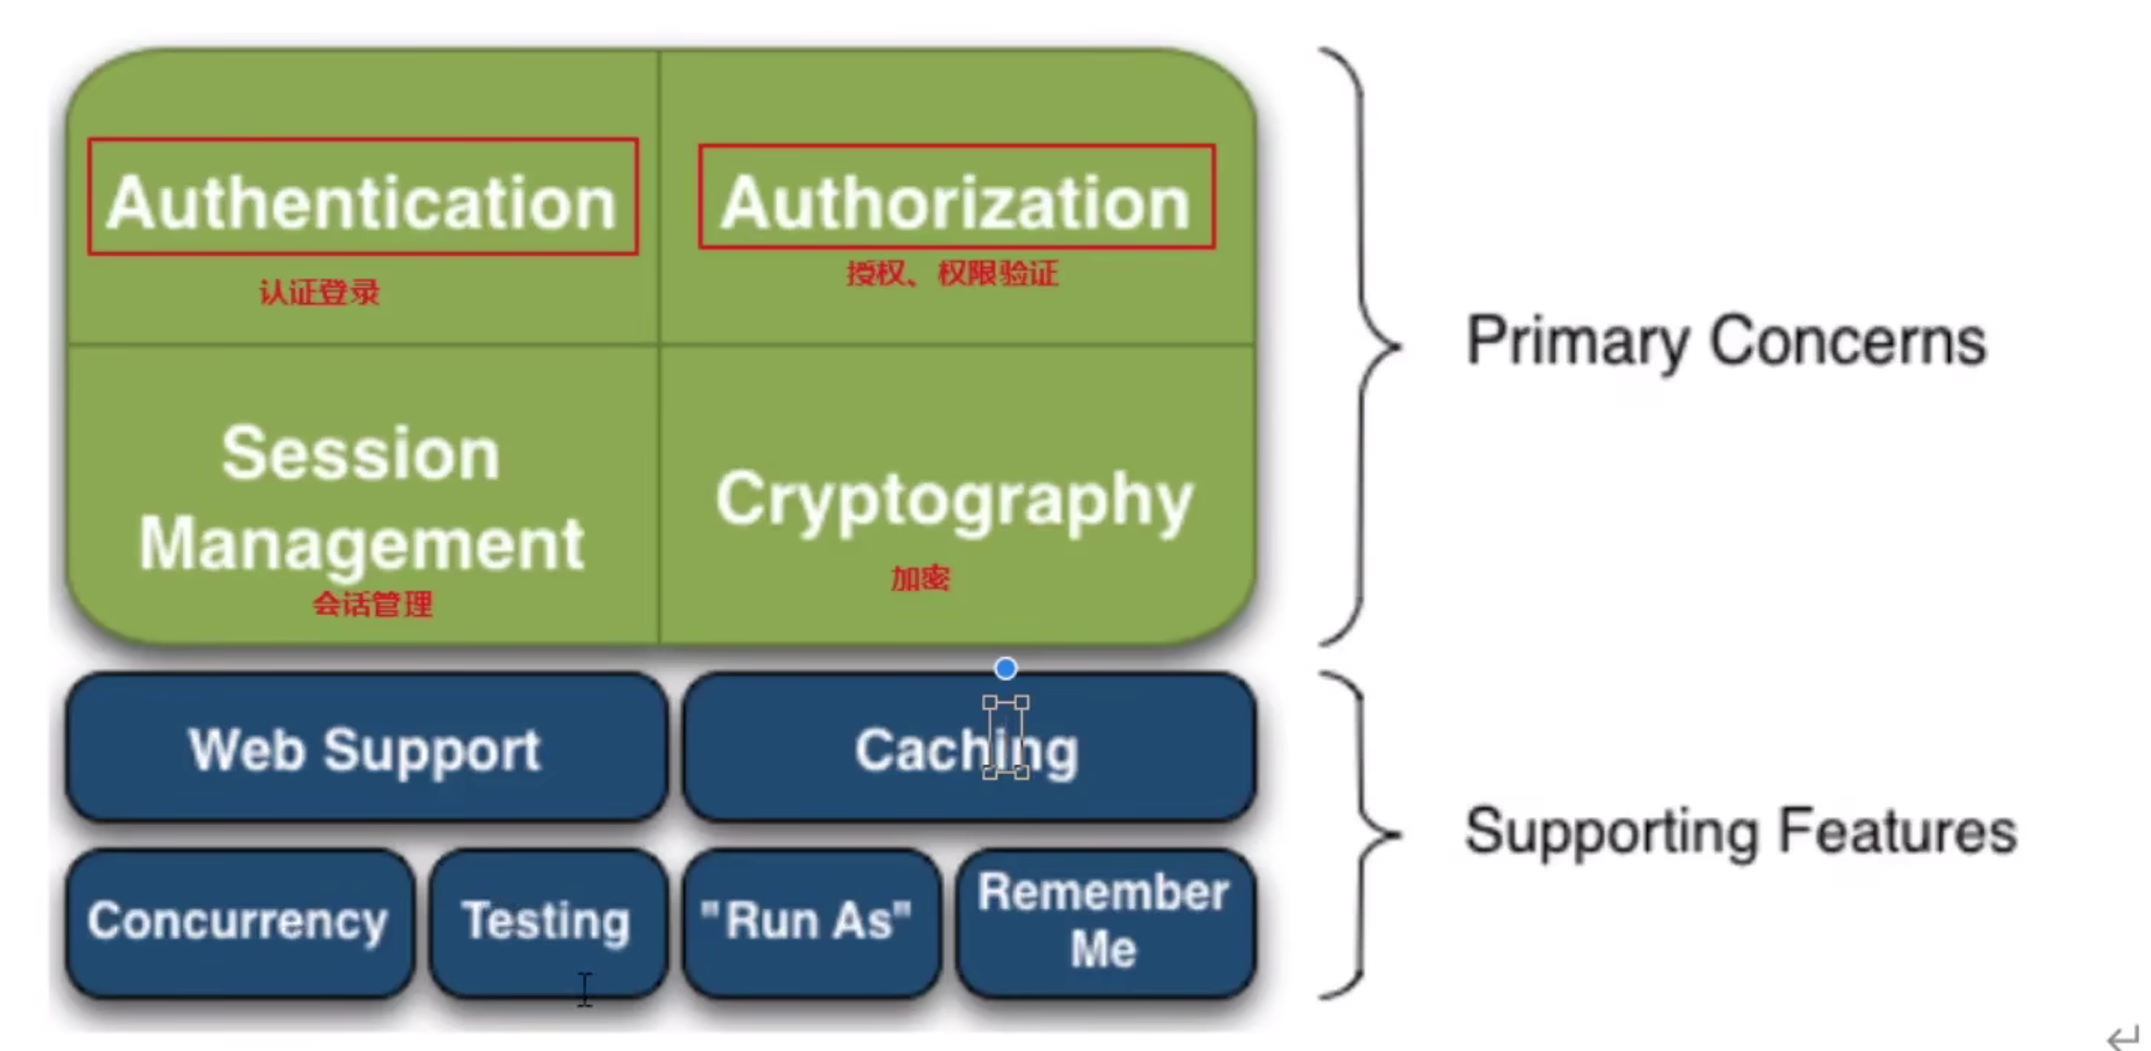 Authentication
认证登录
Authorization
授权、权限验证
Session
Management
会话管理
Cryptography
加密
Primary Concerns
Web Support
Caching
Concurrency
Testing
"Run As"
Remember
Me
Supporting Features